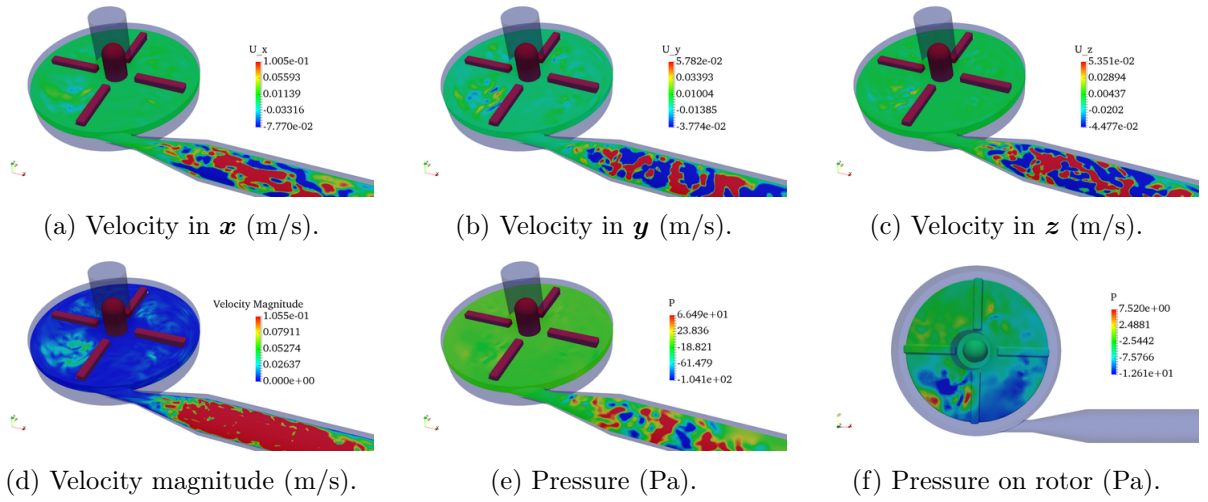 U_x
1.005e-01
0.05593
0.01139
-0.03316
-7.770e-02
(a) Velocity in x (m/s).
U_y
5.782e-02
0.03393
0.01004
-0.01385
-3.774e-02
(b) Velocity in y (m/s).
U_z
5.351e-02
0.02894
0.00437
-0.0202
-4.477e-02
(c) Velocity in z (m/s).
Velocity Magnitude
1.055e-01
0.07911
0.05274
0.02637
0.000e+00
(d) Velocity magnitude (m/s).
P
6.649e+01
23.836
-18.821
-61.479
-1.041e+02
(e) Pressure (Pa).
P
7.520e+00
2.4881
-2.5442
-7.5766
-1.261e+01
(f) Pressure on rotor (Pa).